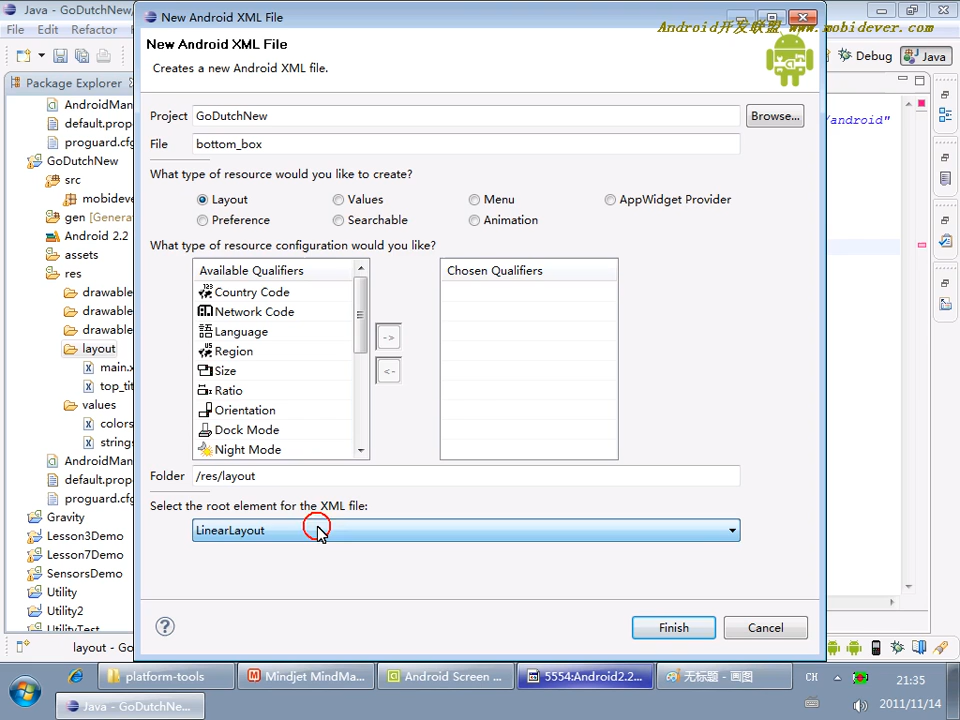 Java - GoDutchNew
New Android XML File
Android开发联盟 www.mobidever.com
File
Edit
Refactor
New Android XML File
Creates a new Android XML file.
Debug
Java
Package Explorer
AndroidMan
default.prop
proguard.cfg
GoDutchNew
src
mobideve
gen [Genera
Android 2.2
assets
res
drawable
drawable
drawable
layout
main.x
top_tit
values
colors
strings
AndroidMan
default.prope
proguard.cfg
Gravity
Lesson3Demo
Lesson7Demo
SensorsDemo
Utility
Utility2
UtilityTest
Project
GoDutchNew
Browse...
/android"
File
bottom_box
What type of resource would you like to create?
Layout
Values
Menu
AppWidget Provider
Preference
Searchable
Animation
What type of resource configuration would you like?
Available Qualifiers
Chosen Qualifiers
Country Code
Network Code
Language
Region
Size
Ratio
Orientation
Dock Mode
Night Mode
->
<-
Folder
/res/layout
Select the root element for the XML file:
LinearLayout
Finish
Cancel
layout - Go
platform-tools
Mindjet MindMa...
Android Screen ...
5554:Android2.2...
无标题 - 画图
CH
21:35
Java - GoDutchNe...
2011/11/14